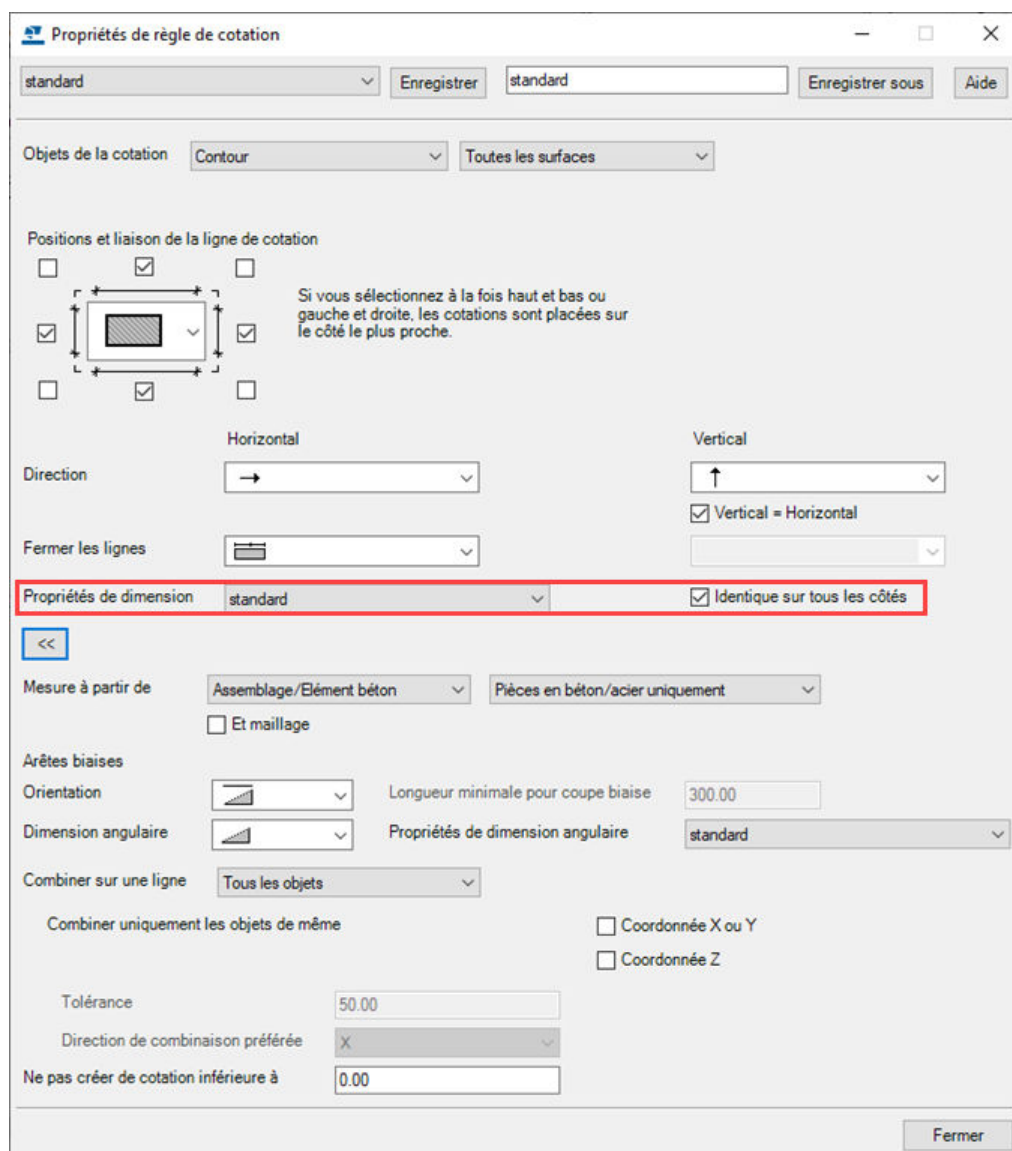 Propriétés de règle de cotation
standard Enregistrer standard Enregistrer sous Aide
Objets de la cotation Contour Toutes les surfaces
Positions et liaison de la ligne de cotation
Si vous sélectionnez à la fois haut et bas ou
gauche et droite, les cotations sont placées sur
le côté le plus proche.
Horizontal Vertical
Direction
Vertical = Horizontal
Fermer les lignes
Propriétés de dimension standard Identique sur tous les côtés
<<
Mesure à partir de Assemblage/Elément béton Pièces en béton/acier uniquement
Et maillage
Arêtes biaises
Orientation Longueur minimale pour coupe biaise 300.00
Dimension angulaire Propriétés de dimension angulaire standard
Combiner sur une ligne Tous les objets
Combiner uniquement les objets de même Coordonnée X ou Y
Coordonnée Z
Tolérance 50.00
Direction de combinaison préférée X
Ne pas créer de cotation inférieure à 0.00
Fermer